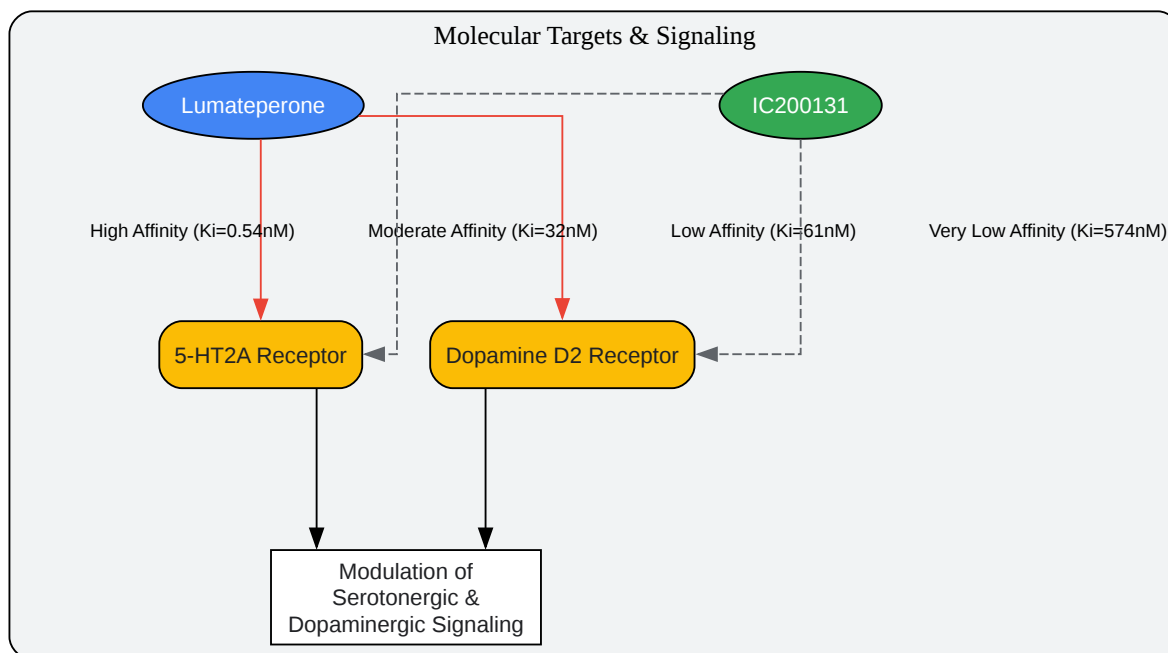 Molecular Targets & Signaling
Lumateperone
IC200131
High Affinity (Ki=0.54nM)
Moderate Affinity (Ki=32nM)
Low Affinity (Ki=61nM)
Very Low Affinity (Ki=574nM)
5-HT2A Receptor
Dopamine D2 Receptor
Modulation of
Serotonergic &
Dopaminergic Signaling